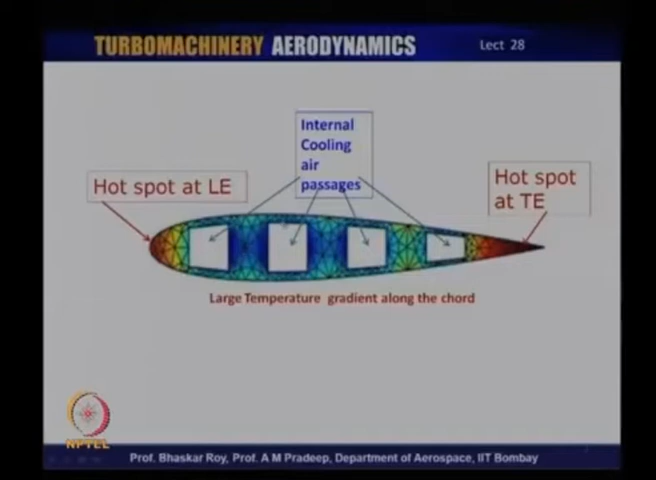 TURBOMACHINERY AERODYNAMICS
Lect 28
Internal
Cooling
air
passages
Hot spot at LE
Hot spot
at TE
Large Temperature gradient along the chord
NPTEL
Prof. Bhaskar Roy, Prof. A M Pradeep, Department of Aerospace, IIT Bombay